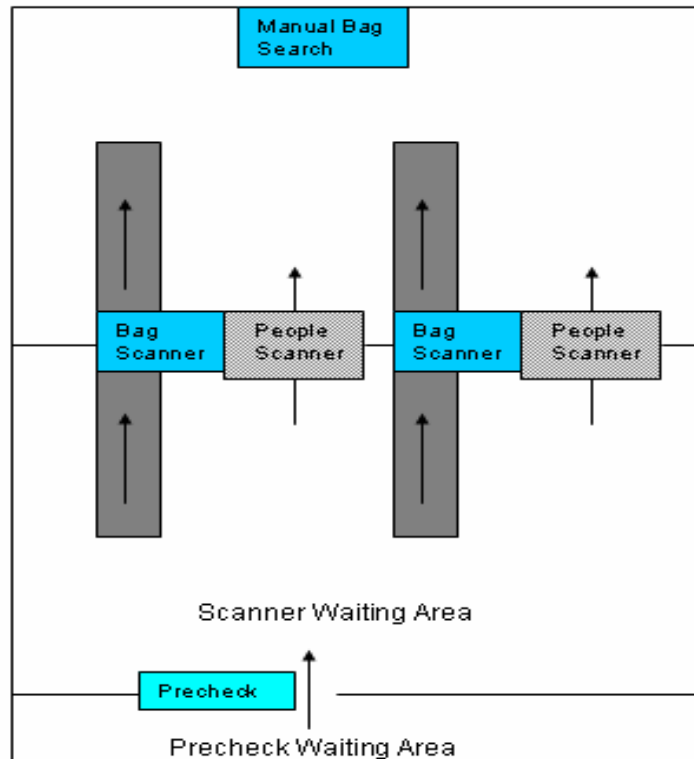 Manual Bag
Search
Bag
Scanner
People
Scanner
Bag
Scanner
People
Scanner
Scanner Waiting Area
Precheck
Precheck Waiting Area